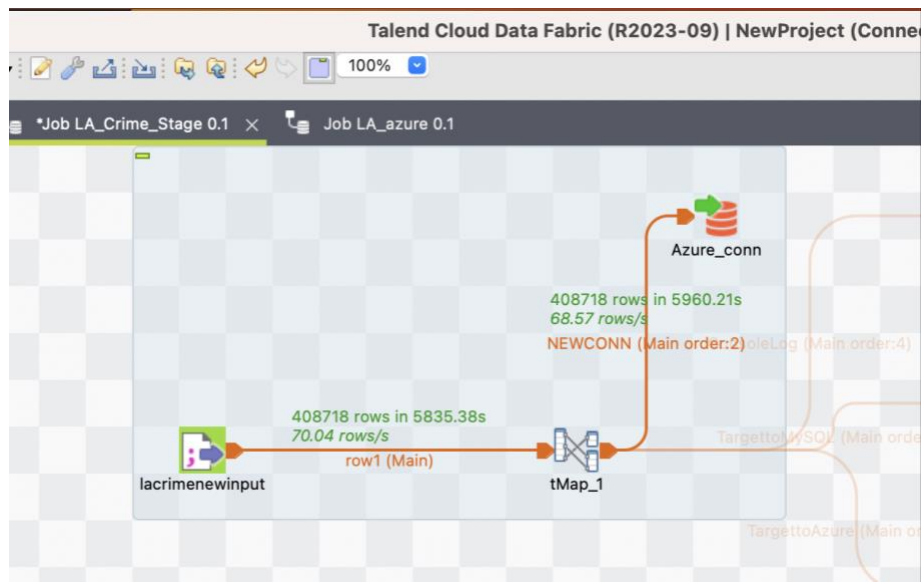 Talend Cloud Data Fabric (R2023-09) | NewProject (Conne
100%
*Job LA_Crime_Stage 0.1
Job LA_azure 0.1
Azure_conn
408718 rows in 5960.21s
68.57 rows/s
NEWCONN (Main order:2) oleLog (Main order:4)
408718 rows in 5835.38s
70.04 rows/s
TargettoMySQL (Main orde
row1 (Main)
lacrimenewinput
tMap_1
TargettoAzure (Main o